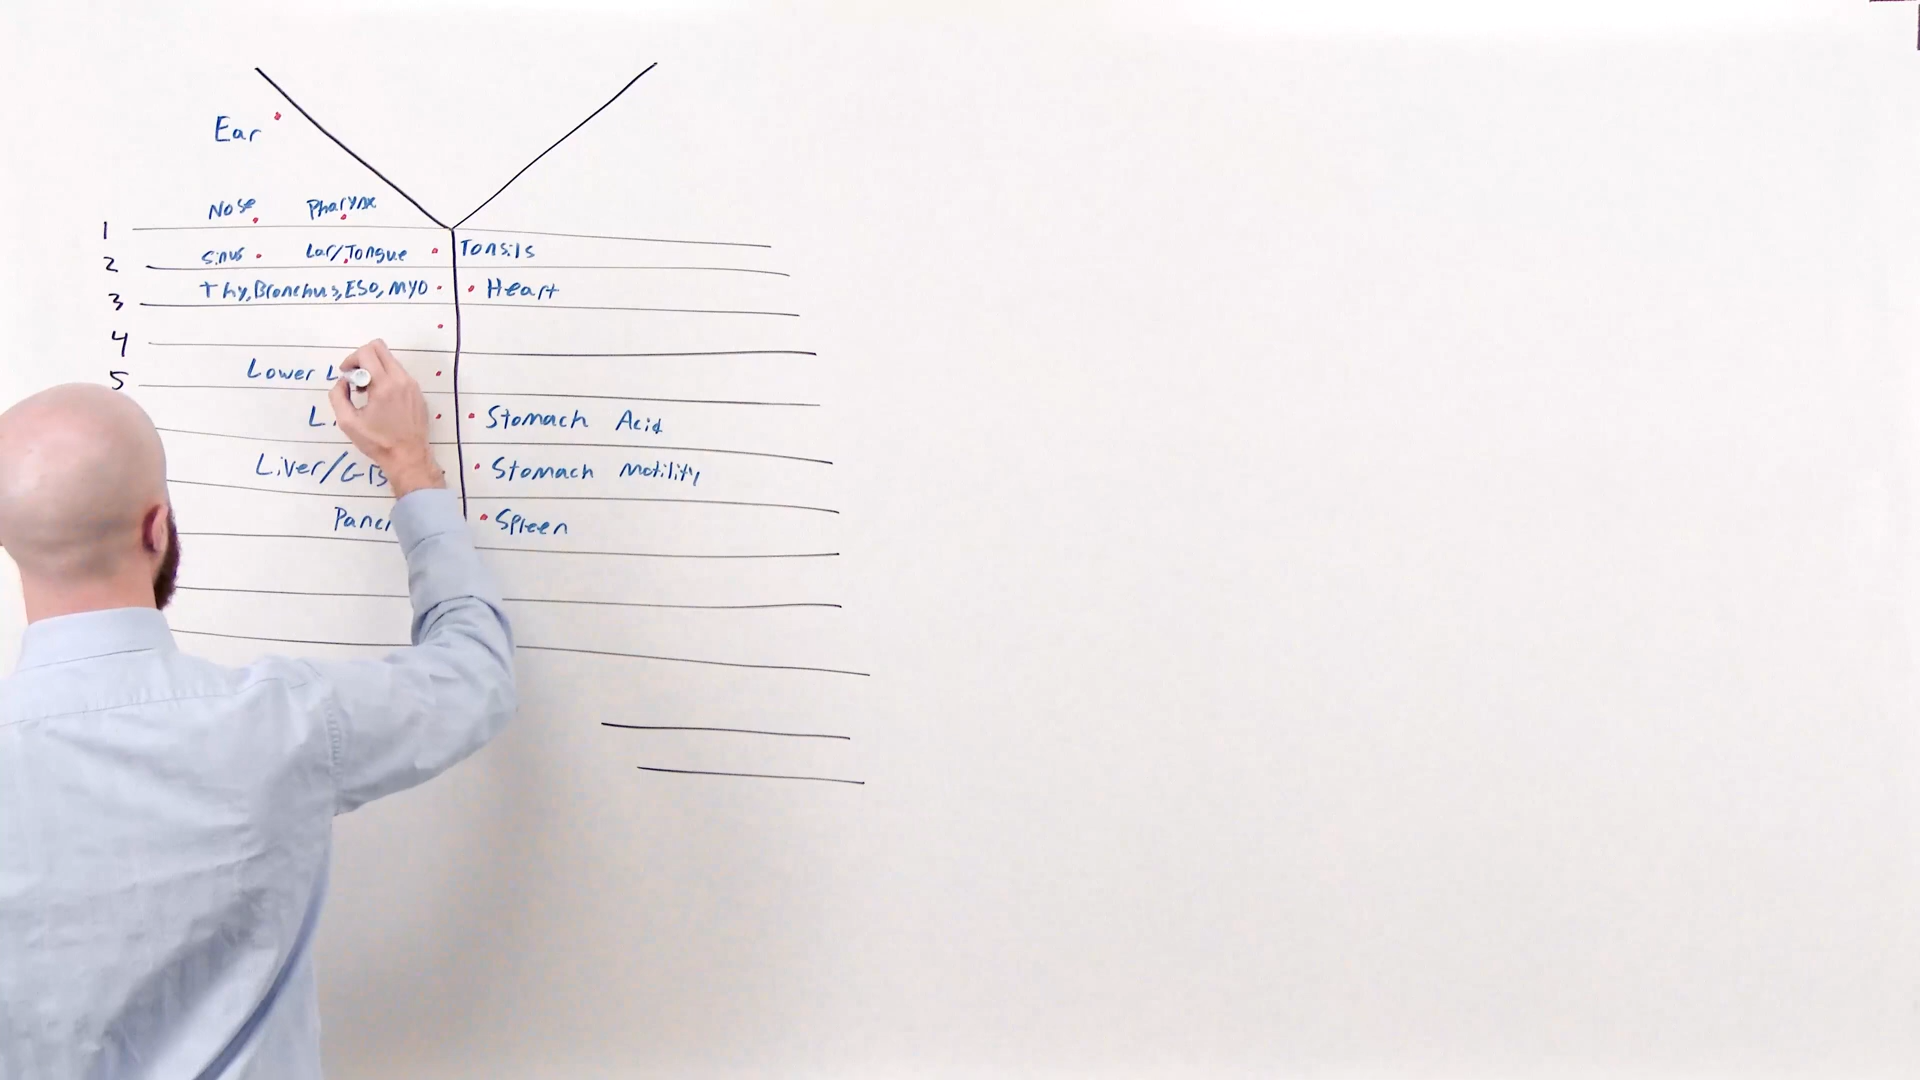 Ear
Nose Pharynx
1
Sinus Lar/Tongue Tonsils
2
Thy, Bronchus, ESO, MYO Heart
3
4
Lower
5
Stomach Acid
Liver/GB Stomach Motility
Spleen